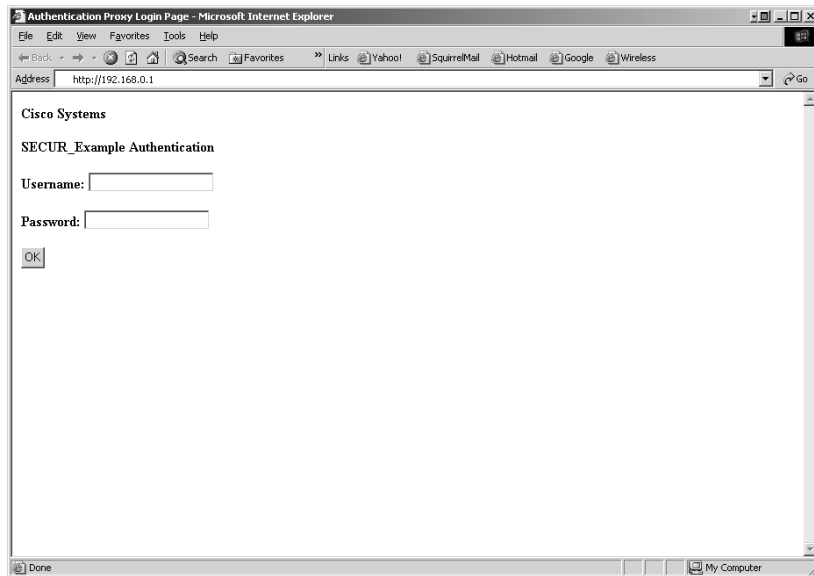 Authentication Proxy Login Page - Microsoft Internet Explorer
File Edit View Favorites Tools Help
Back Search Favorites » Links Yahoo! SquirrelMail Hotmail Google Wireless
Address http://192.168.0.1 Go
Cisco Systems
SECUR_Example Authentication
Username:
Password:
OK
Done My Computer